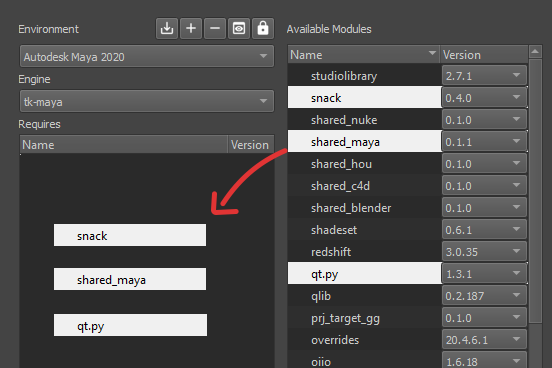 Environment
Autodesk Maya 2020
Engine
tk-maya
Requires
Name Version
snack
shared_maya
qt.py
Available Modules
Name Version
studiolibrary 2.7.1
snack 0.4.0
shared_nuke 0.1.0
shared_maya 0.1.1
shared_hou 0.1.0
shared_c4d 0.1.0
shared_blender 0.1.0
shadeset 0.6.1
redshift 3.0.35
qt.py 1.3.1
qlib 0.2.187
prj_target_gg 0.1.0
overrides 20.4.6.1
oiio 1.6.18